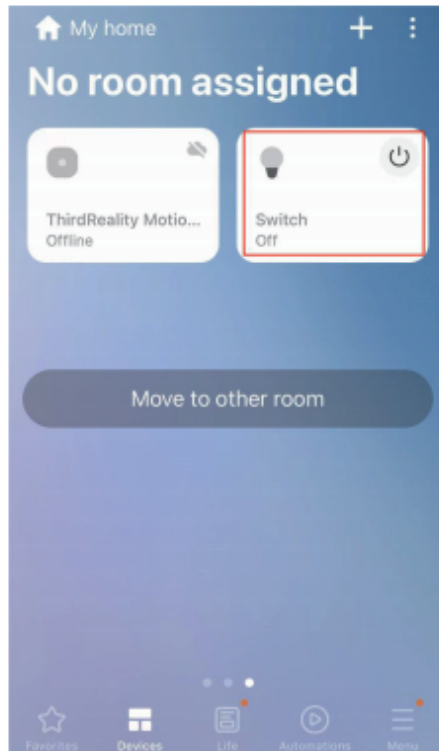 My home
No room assigned
ThirdReality Motio...
Offline
Switch
Off
Move to other room
Favorites
Devices
Life
Automations
Menu